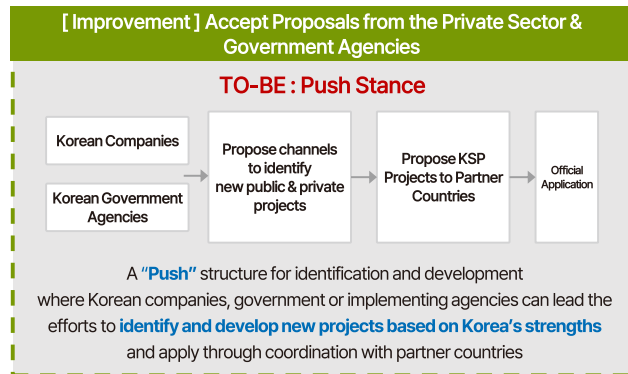 [ Improvement ] Accept Proposals from the Private Sector &
Government Agencies
TO-BE : Push Stance
Korean Companies
Korean Government
Agencies
Propose channels
to identify
new public & private
projects
Propose KSP
Projects to Partner
Countries
Official
Application
A “Push” structure for identification and development
where Korean companies, government or implementing agencies can lead the
efforts to identify and develop new projects based on Korea’s strengths
and apply through coordination with partner countries